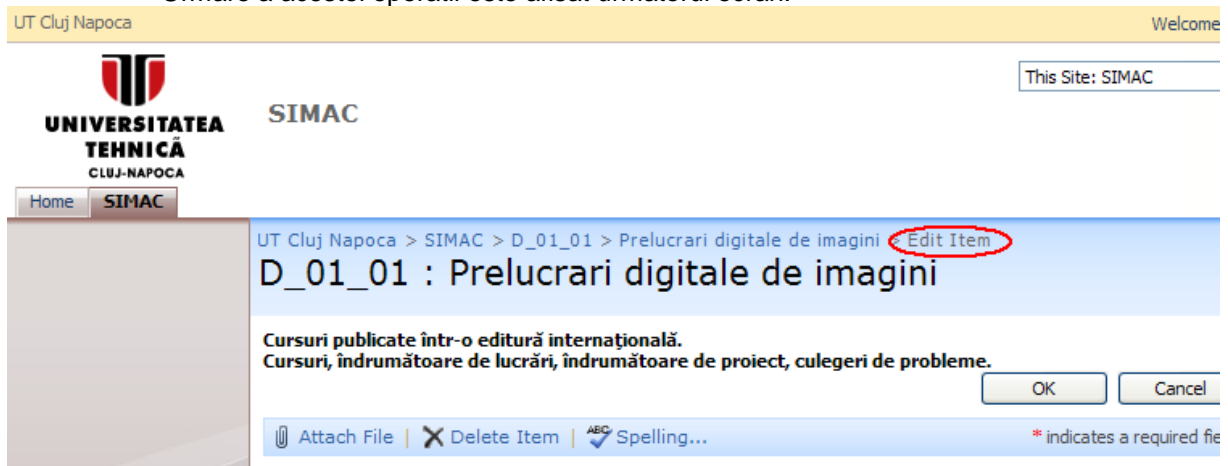 UT Cluj Napoca Welcome
This Site: SIMAC
UNIVERSITATEA
TEHNICĂ
CLUJ-NAPOCA
SIMAC
Home SIMAC
UT Cluj Napoca > SIMAC > D_01_01 > Prelucrari digitale de imagini > Edit Item
D_01_01 : Prelucrari digitale de imagini
Cursuri publicate într-o editură internaţională.
Cursuri, îndrumătoare de lucrări, îndrumătoare de proiect, culegeri de probleme.
OK Cancel
Attach File | Delete Item | ABC Spelling...
* indicates a required fie